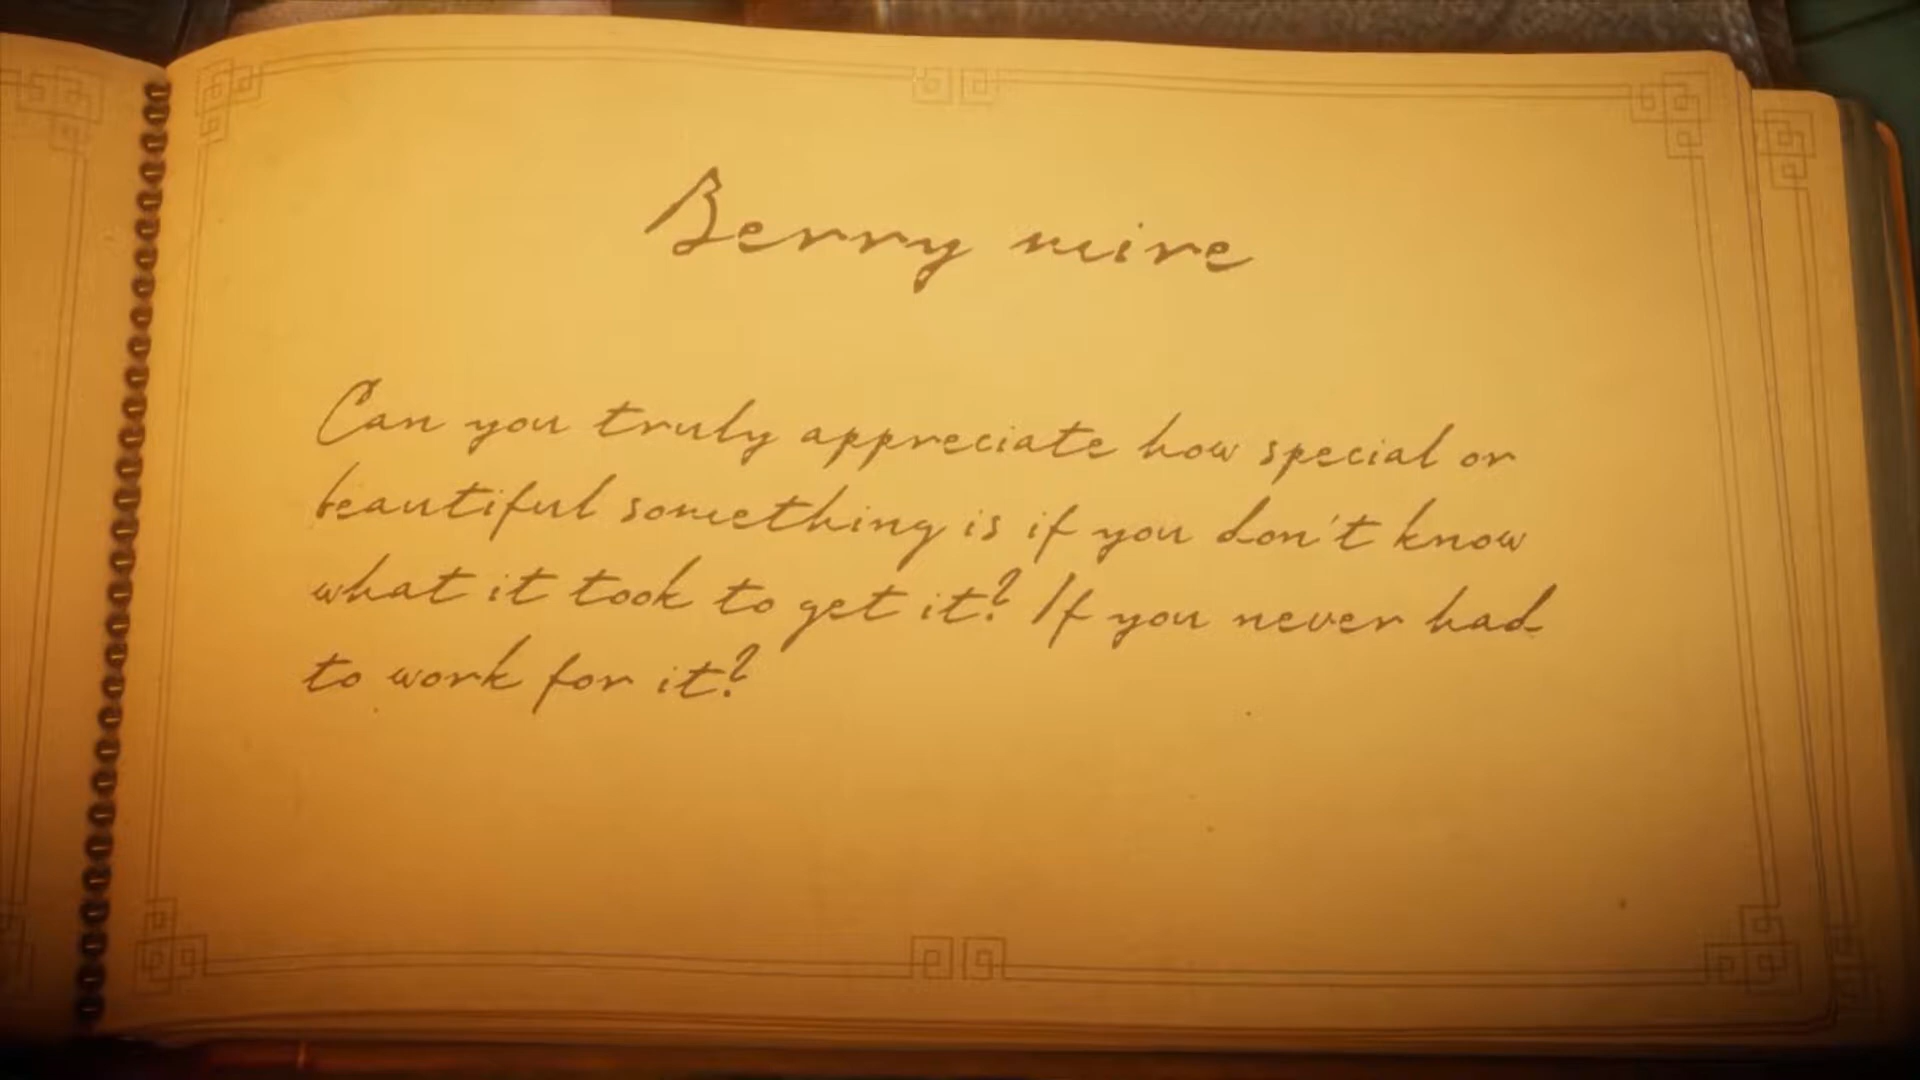 Berry mire
Can you truly appreciate how special or
beautiful something is if you don't know
what it took to get it? If you never had
to work for it?